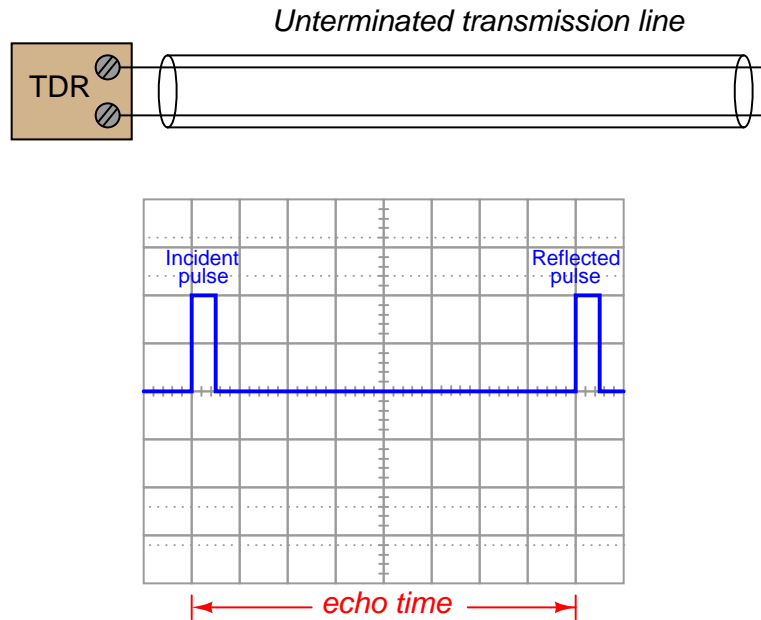 Unterminated transmission line
TDR
Incident
pulse
Reflected
pulse
echo time